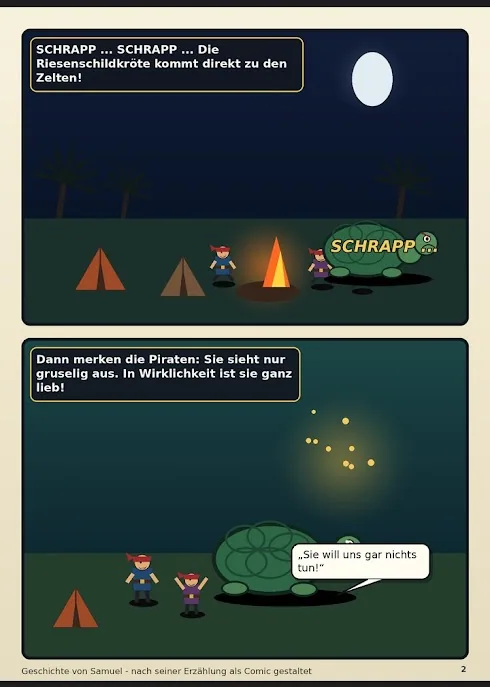 SCHRAPP ... SCHRAPP ... Die
Riesenschildkröte kommt direkt zu den
Zelten!
SCHRAPP
Dann merken die Piraten: Sie sieht nur
gruselig aus. In Wirklichkeit ist sie ganz
lieb!
„Sie will uns gar nichts
tun!“
Geschichte von Samuel - nach seiner Erzählung als Comic gestaltet
2